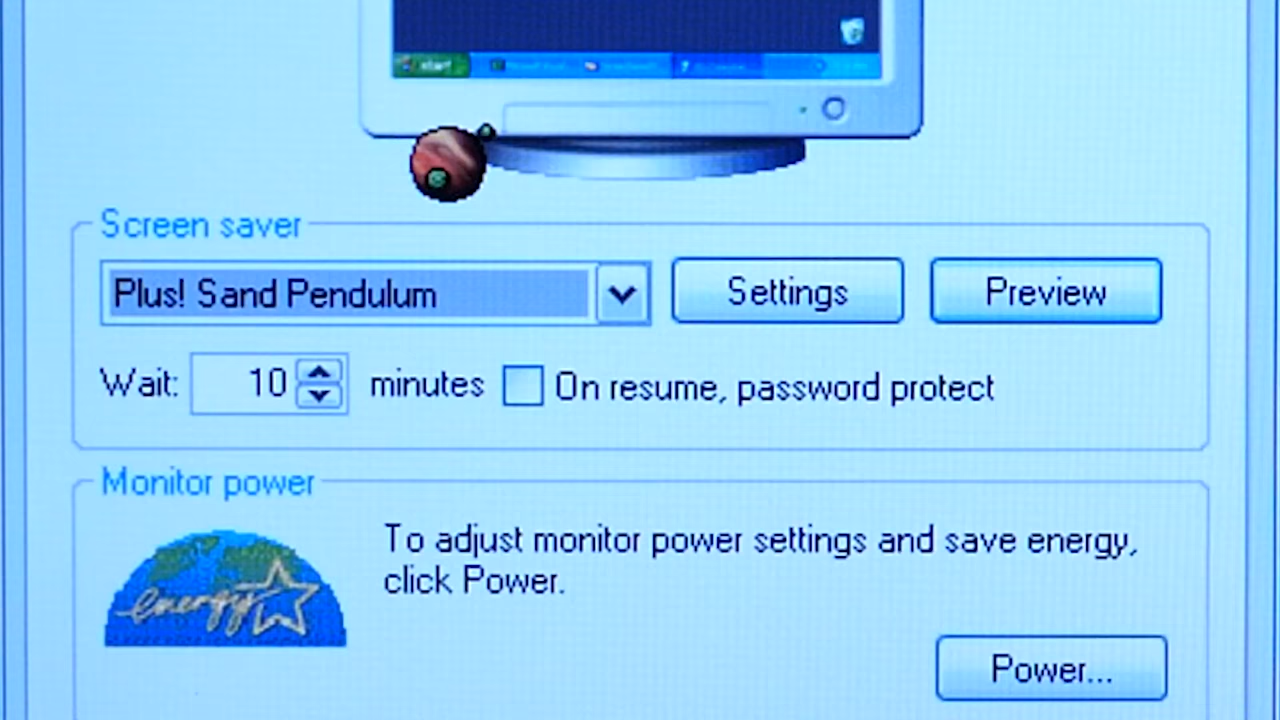 start
Screen saver
Plus! Sand Pendulum
Settings
Preview
Wait: 10 minutes
On resume, password protect
Monitor power
To adjust monitor power settings and save energy,
click Power.
energy
Power...